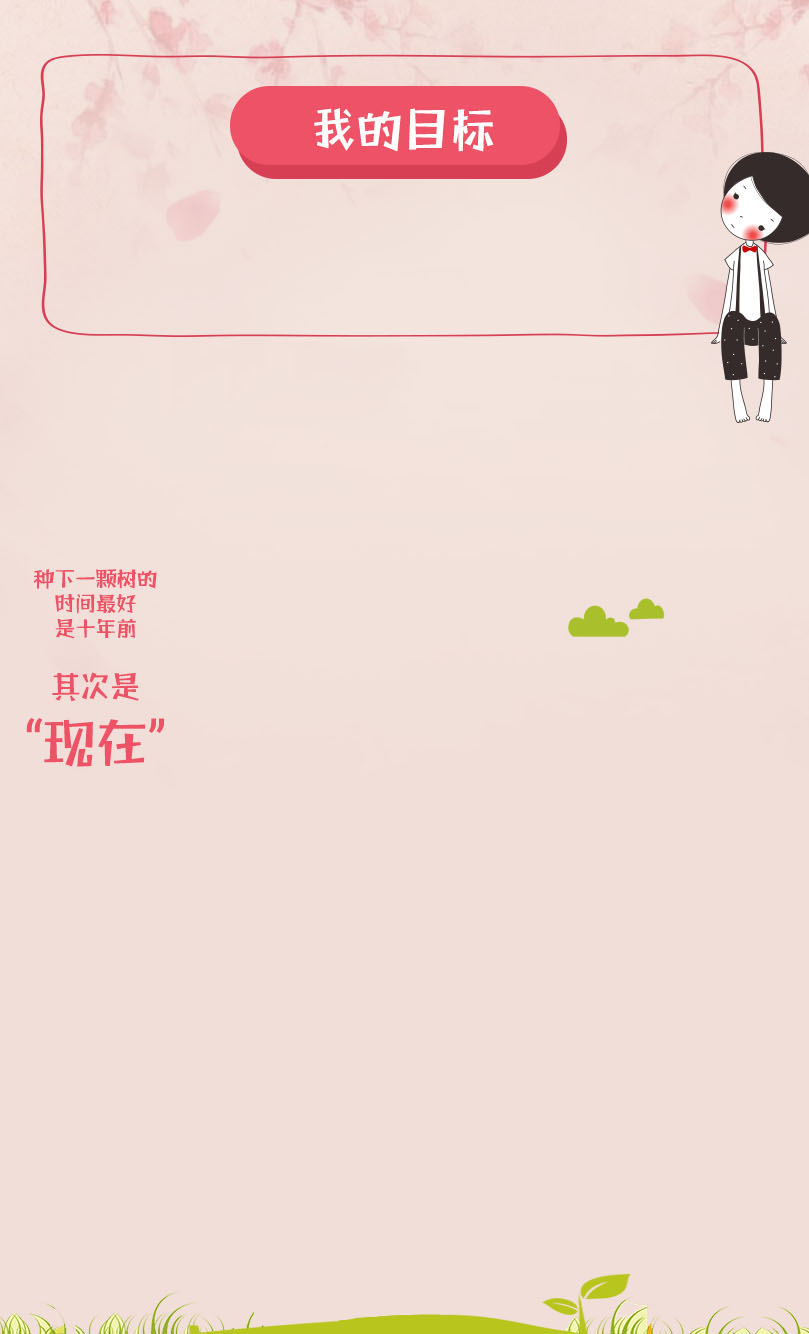 我的目标
种下一颗树的
时间最好
是十年前
其次是
“现在”